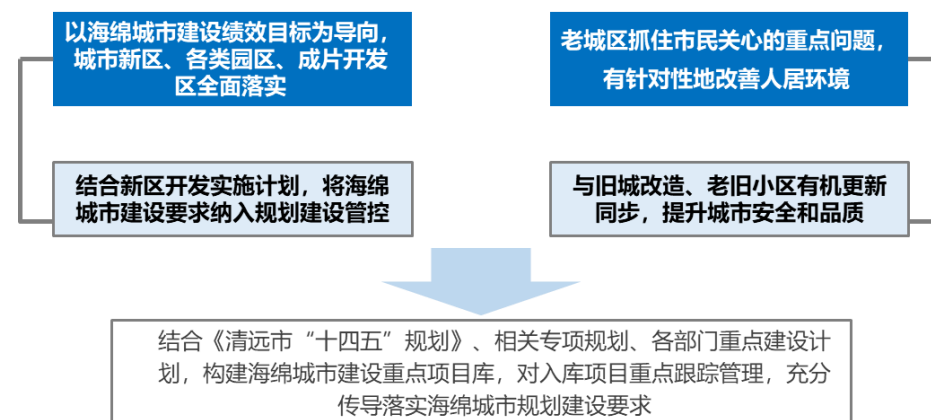 以海绵城市建设绩效目标为导向，
城市新区、各类园区、成片开发
区全面落实
老城区抓住市民关心的重点问题，
有针对性地改善人居环境
结合新区开发实施计划，将海绵
城市建设要求纳入规划建设管控
与旧城改造、老旧小区有机更新
同步，提升城市安全和品质
结合《清远市“十四五”规划》、相关专项规划、各部门重点建设计
划，构建海绵城市建设重点项目库，对入库项目重点跟踪管理，充分
传导落实海绵城市规划建设要求